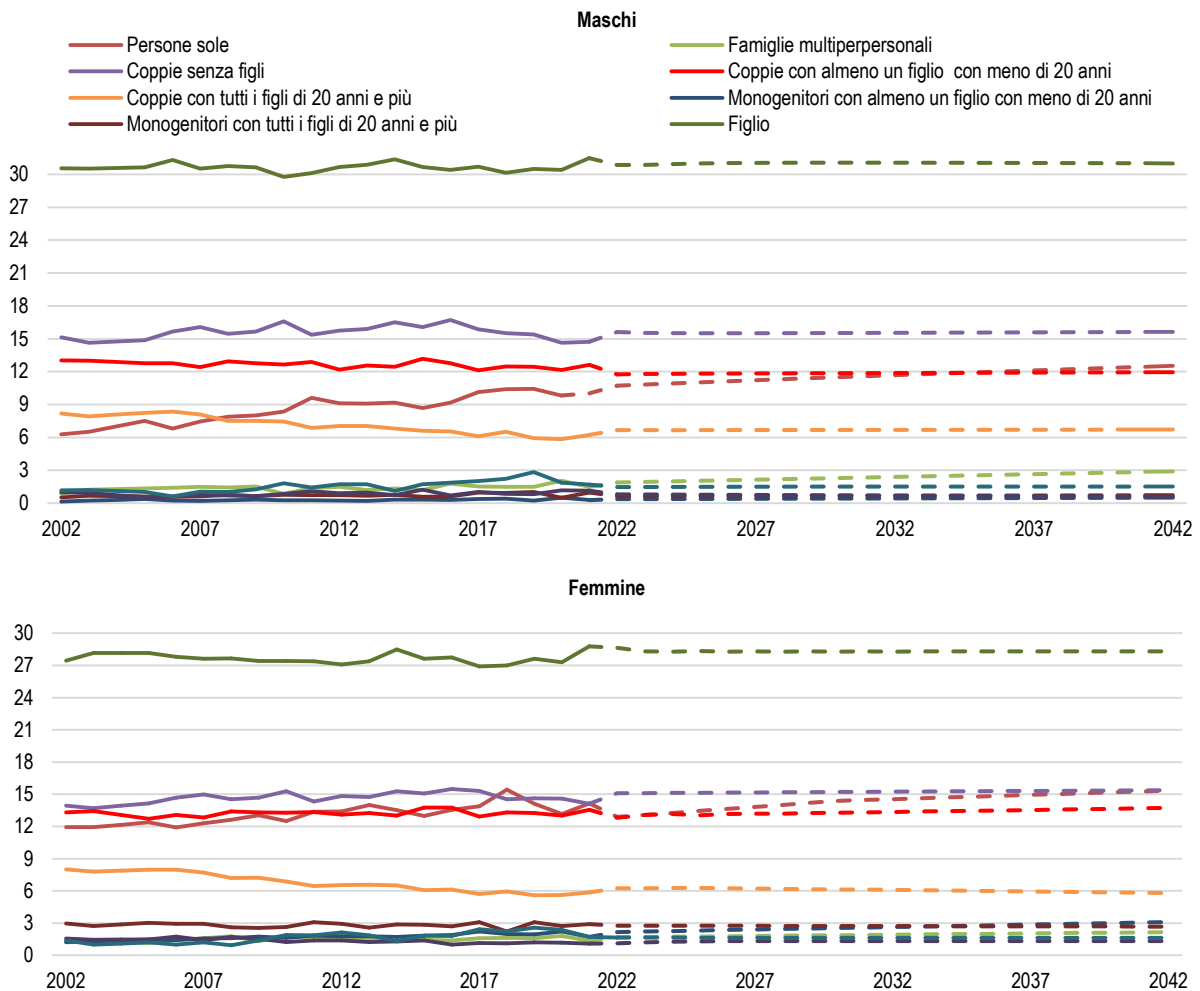 Maschi
Persone sole
Famiglie multiperpersonali
Coppie senza figli
Coppie con almeno un figlio con meno di 20 anni
Coppie con tutti i figli di 20 anni e più
Monogenitori con almeno un figlio con meno di 20 anni
Monogenitori con tutti i figli di 20 anni e più
Figlio
30
27
24
21
18
15
12
9
6
3
0
2002 2007 2012 2017 2022 2027 2032 2037 2042
Femmine
30
27
24
21
18
15
12
9
6
3
0
2002 2007 2012 2017 2022 2027 2032 2037 2042